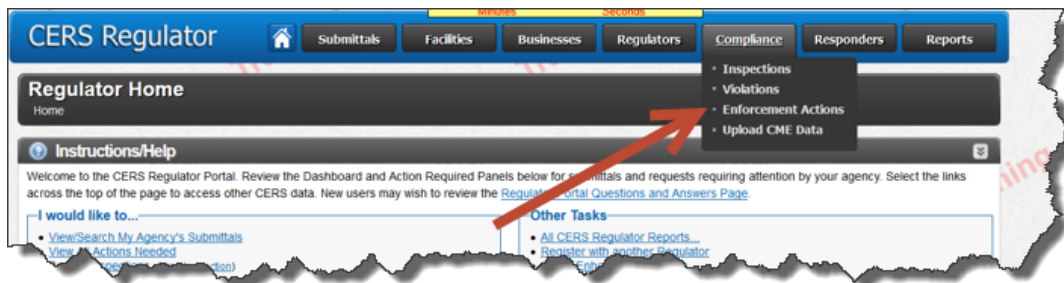 Minutes Seconds
CERS Regulator
Submittals Facilities Businesses Regulators Compliance Responders Reports
Inspections
Violations
Enforcement Actions
Upload CME Data
Regulator Home
Home
Instructions/Help
Welcome to the CERS Regulator Portal. Review the Dashboard and Action Required Panels below for submittals and requests requiring attention by your agency. Select the links
across the top of the page to access other CERS data. New users may wish to review the Regulator Portal Questions and Answers Page.
I would like to...
View/Search My Agency's Submittals
View All Actions Needed
Other Tasks
All CERS Regulator Reports...
Register with another Regulator